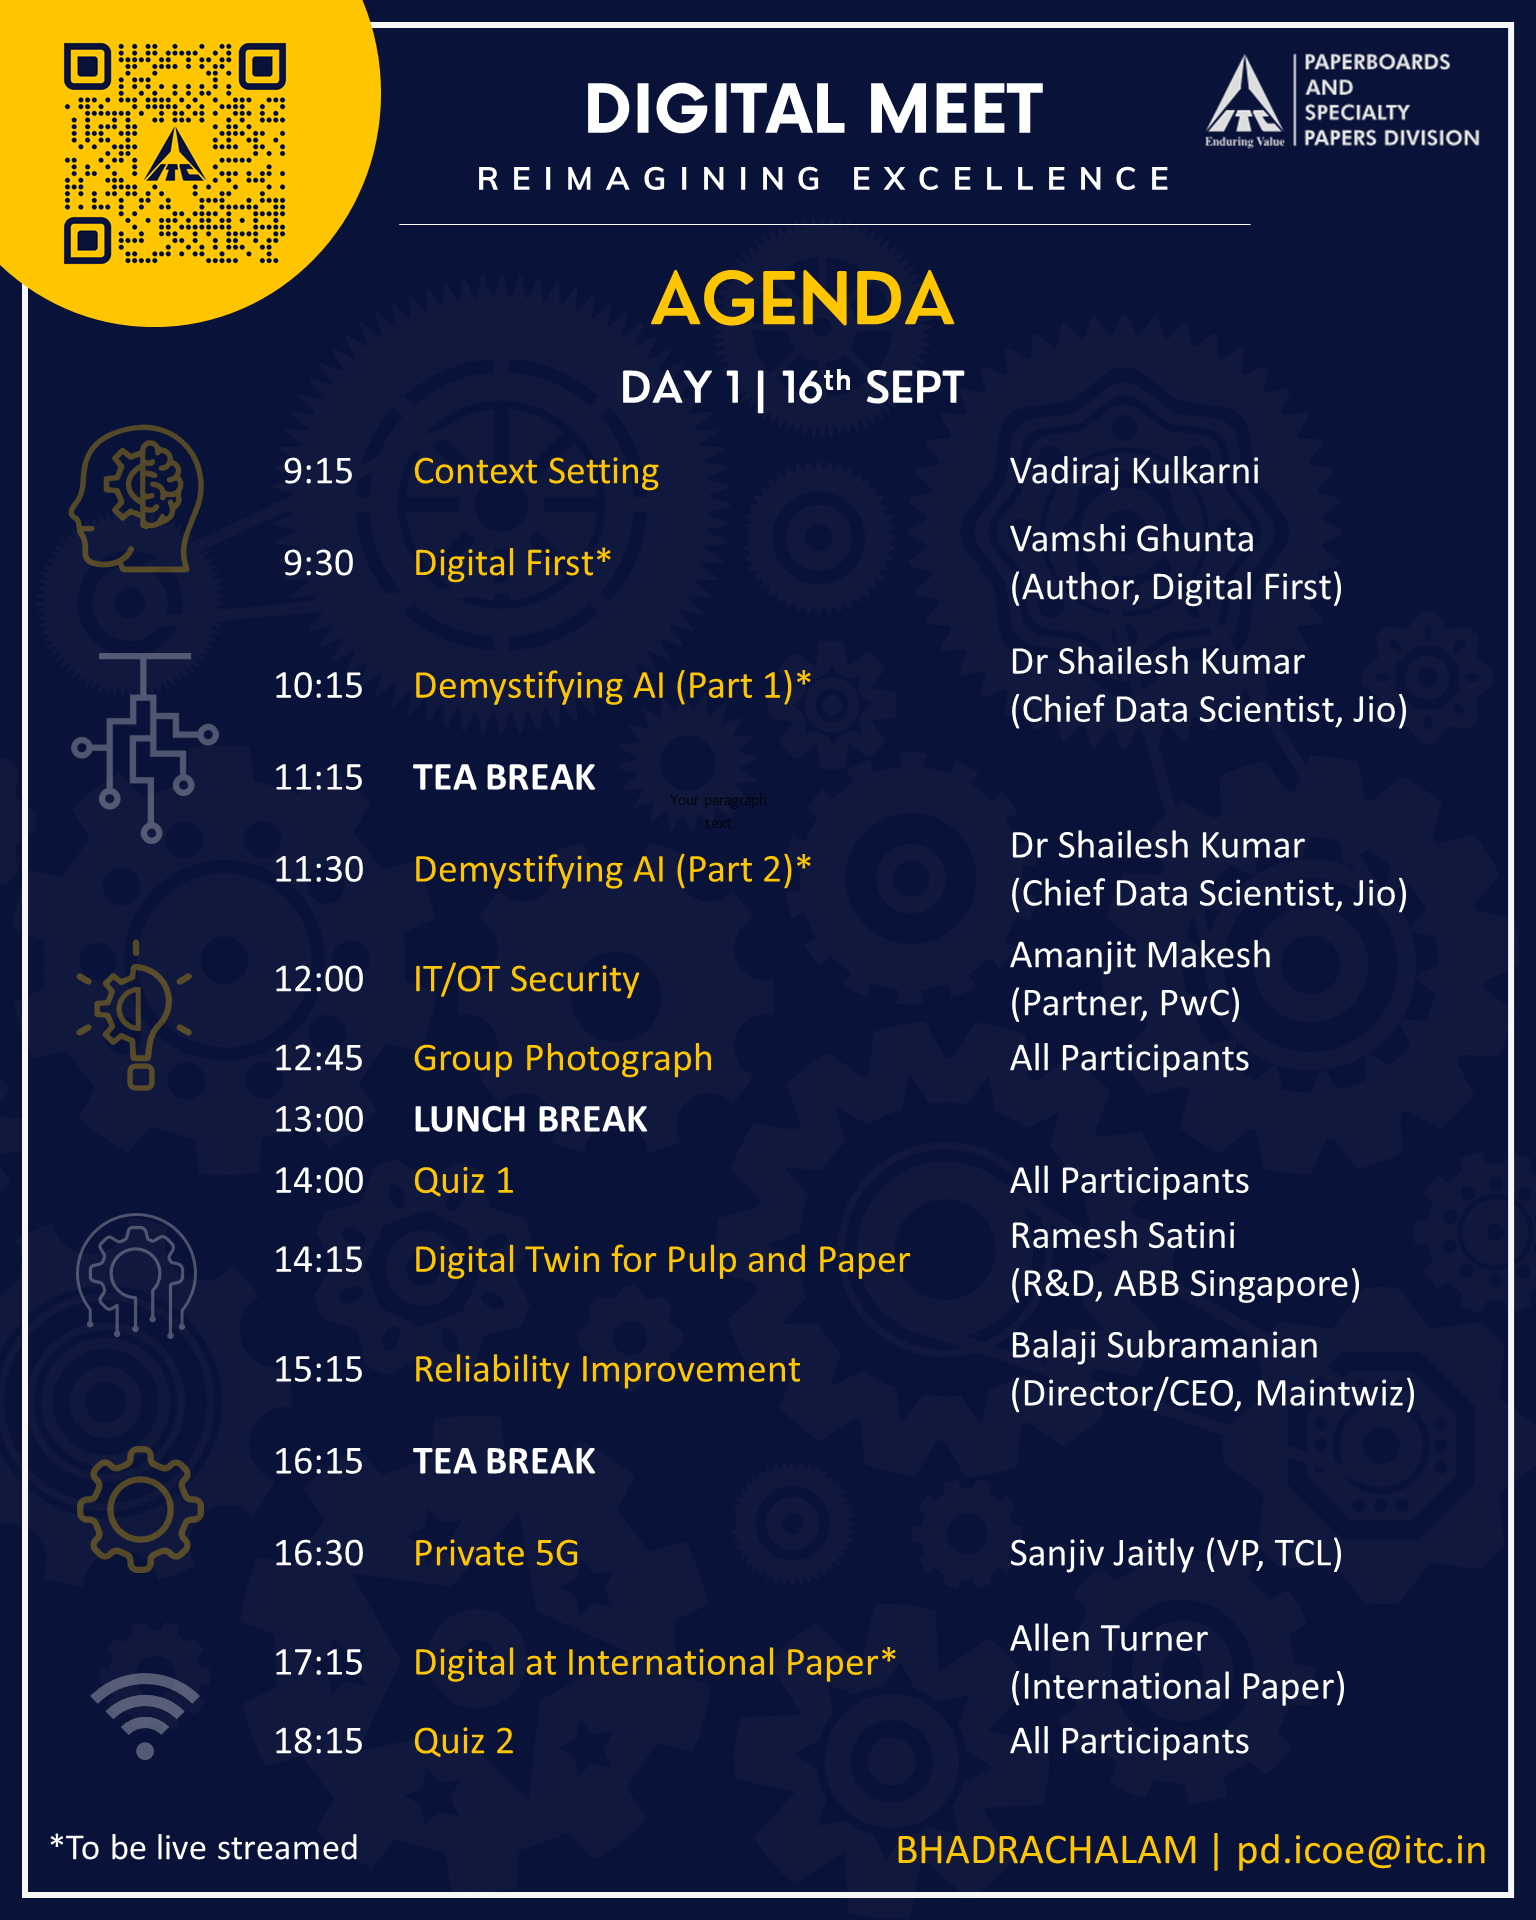 DIGITAL MEET
REIMAGINING EXCELLENCE
ITC
Enduring Value
PAPERBOARDS
AND
SPECIALTY
PAPERS DIVISION
ITC
AGENDA
DAY 1 | 16th SEPT
9:15 Context Setting Vadiraj Kulkarni
9:30 Digital First* Vamshi Ghunta
(Author, Digital First)
10:15 Demystifying AI (Part 1)* Dr Shailesh Kumar
(Chief Data Scientist, Jio)
11:15 TEA BREAK
Your paragraph
text
11:30 Demystifying AI (Part 2)* Dr Shailesh Kumar
(Chief Data Scientist, Jio)
12:00 IT/OT Security Amanjit Makesh
(Partner, PwC)
12:45 Group Photograph All Participants
13:00 LUNCH BREAK
14:00 Quiz 1 All Participants
14:15 Digital Twin for Pulp and Paper Ramesh Satini
(R&D, ABB Singapore)
15:15 Reliability Improvement Balaji Subramanian
(Director/CEO, Maintwiz)
16:15 TEA BREAK
16:30 Private 5G Sanjiv Jaitly (VP, TCL)
17:15 Digital at International Paper* Allen Turner
(International Paper)
18:15 Quiz 2 All Participants
*To be live streamed
BHADRACHALAM | pd.icoe@itc.in